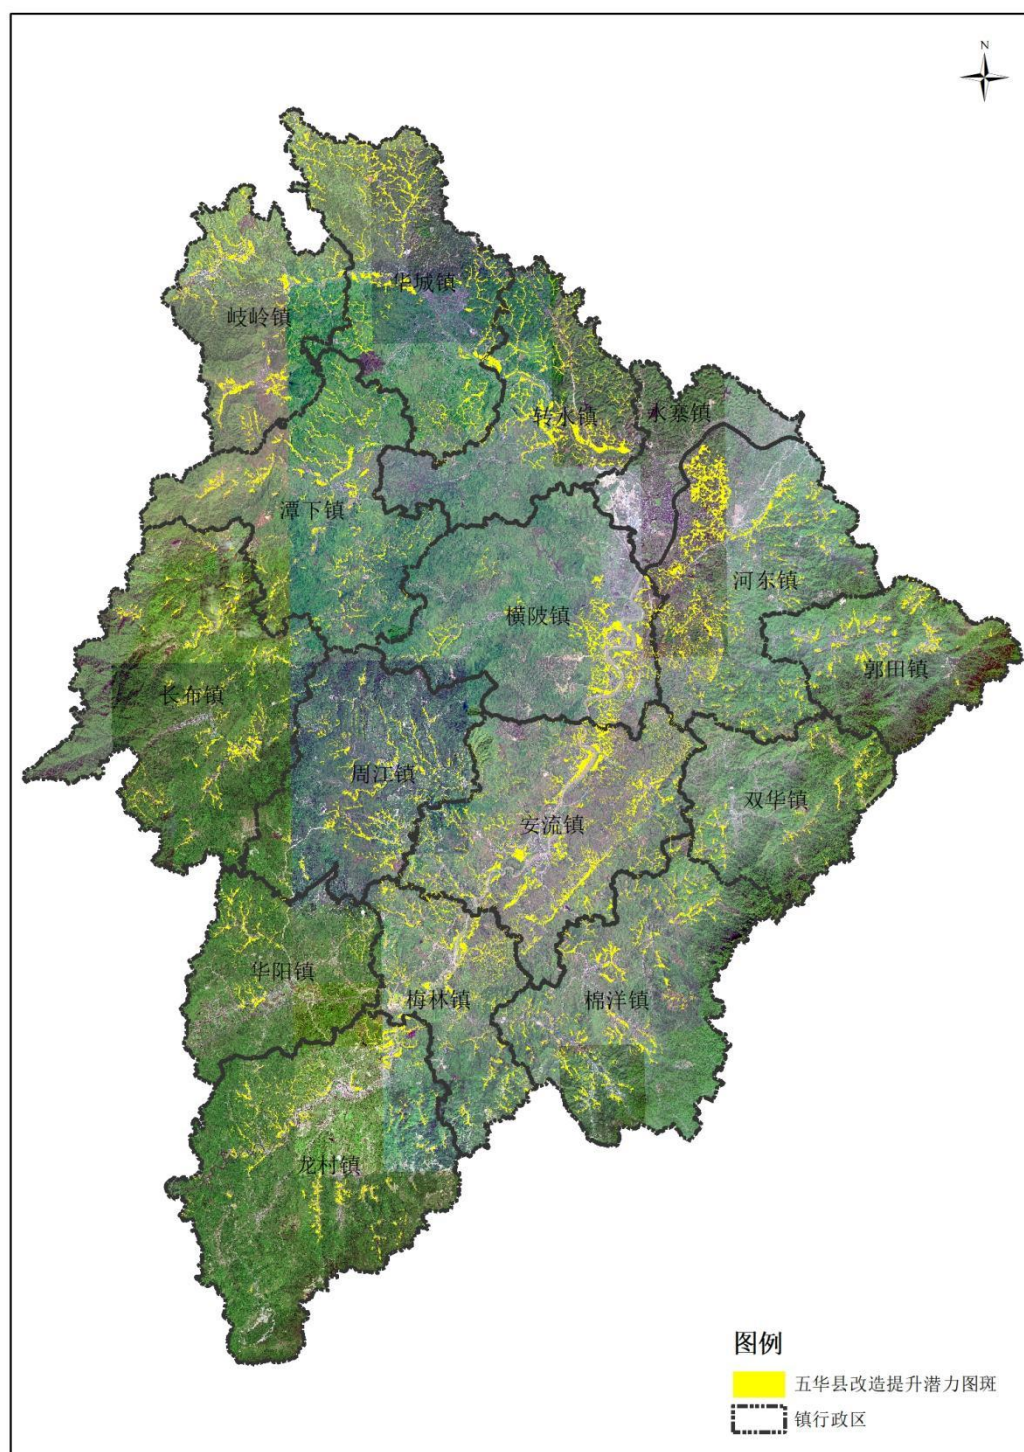 N
华城镇
岐岭镇
转水镇
水寨镇
潭下镇
河东镇
横陂镇
郭田镇
长布镇
周江镇
双华镇
安流镇
华阳镇
梅林镇
棉洋镇
龙村镇
图例
五华县改造提升潜力图斑
镇行政区